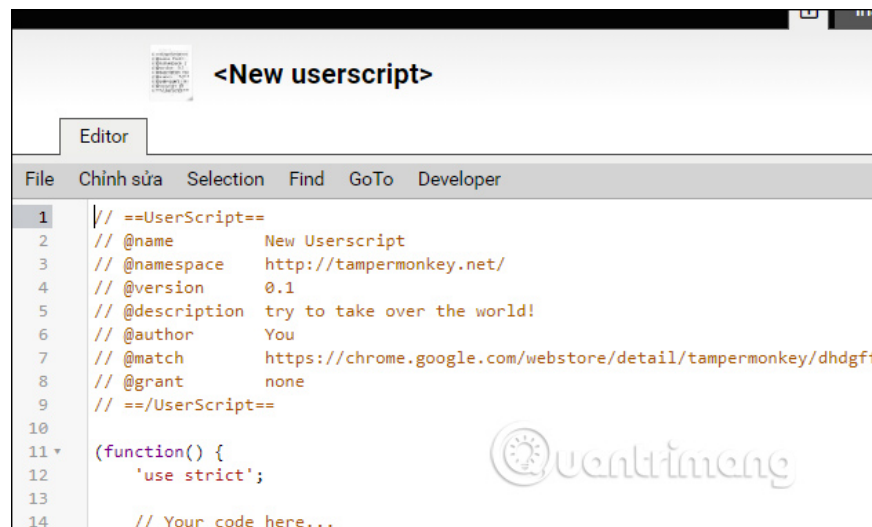 <New userscript>
Editor
File Chỉnh sửa Selection Find GoTo Developer
1 // ==UserScript==
2 // @name New Userscript
3 // @namespace http://tampermonkey.net/
4 // @version 0.1
5 // @description try to take over the world!
6 // @author You
7 // @match https://chrome.google.com/webstore/detail/tampermonkey/dhdgff
8 // @grant none
9 // ==/UserScript==
10
11 (function() {
12 'use strict';
13
14 // Your code here...
Quantrimang